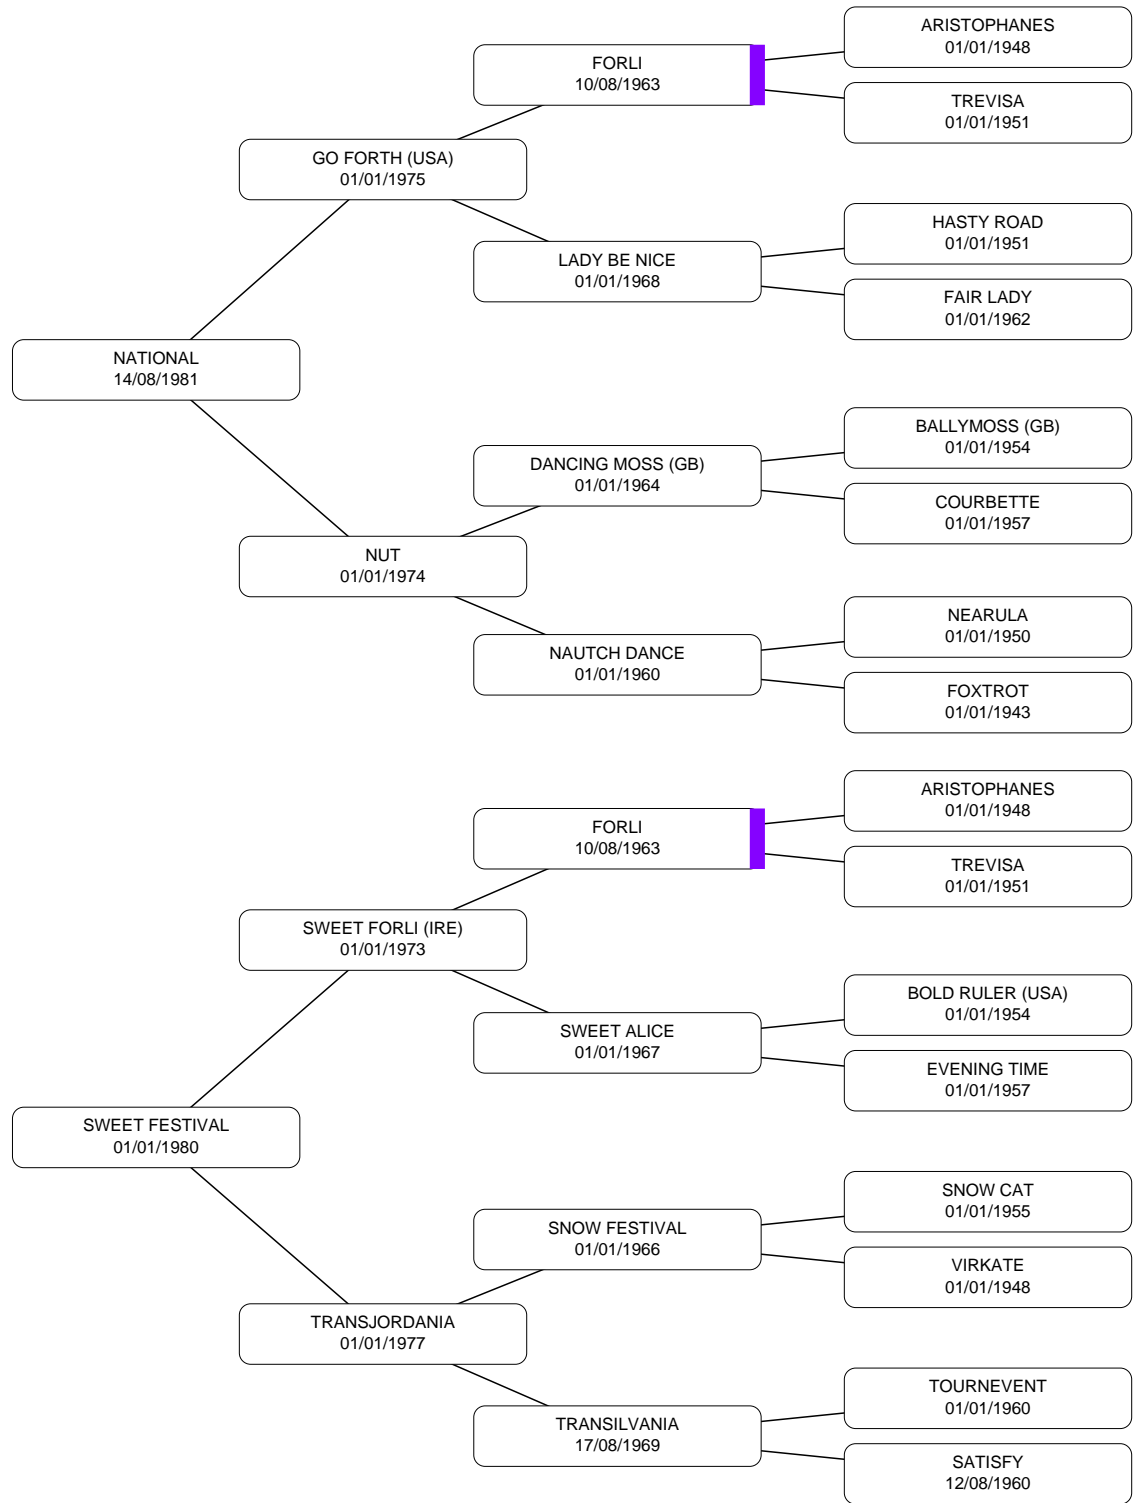 ARISTOPHANES
01/01/1948
FORLI
10/08/1963
TREVISA
01/01/1951
GO FORTH (USA)
01/01/1975
HASTY ROAD
01/01/1951
LADY BE NICE
01/01/1968
FAIR LADY
01/01/1962
NATIONAL
14/08/1981
BALLYMOSS (GB)
01/01/1954
DANCING MOSS (GB)
01/01/1964
COURBETTE
01/01/1957
NUT
01/01/1974
NEARULA
01/01/1950
NAUTCH DANCE
01/01/1960
FOXTROT
01/01/1943
ARISTOPHANES
01/01/1948
FORLI
10/08/1963
TREVISA
01/01/1951
SWEET FORLI (IRE)
01/01/1973
BOLD RULER (USA)
01/01/1954
SWEET ALICE
01/01/1967
EVENING TIME
01/01/1957
SWEET FESTIVAL
01/01/1980
SNOW CAT
01/01/1955
SNOW FESTIVAL
01/01/1966
VIRKATE
01/01/1948
TRANSJORDANIA
01/01/1977
TOURNEVENT
01/01/1960
TRANSILVANIA
17/08/1969
SATISFY
12/08/1960